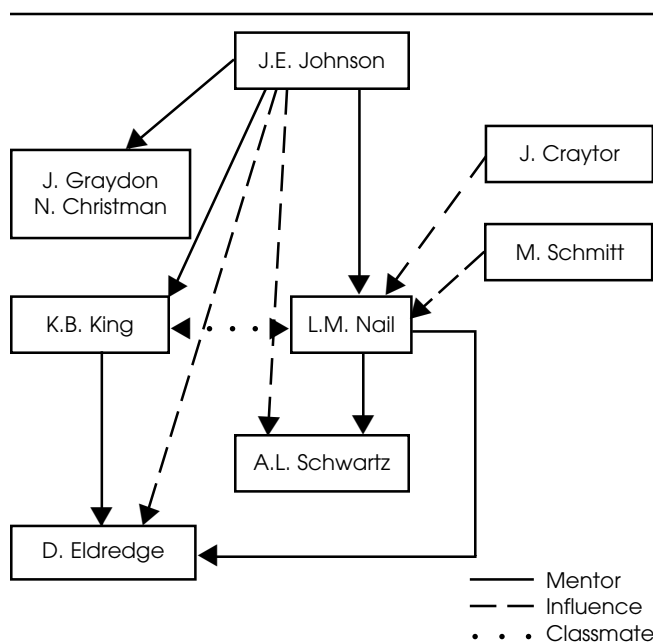 J.E. Johnson
J. Graydon
N. Christman
J. Craytor
M. Schmitt
K.B. King
L.M. Nail
A.L. Schwartz
D. Eldredge
Mentor
Influence
Classmate